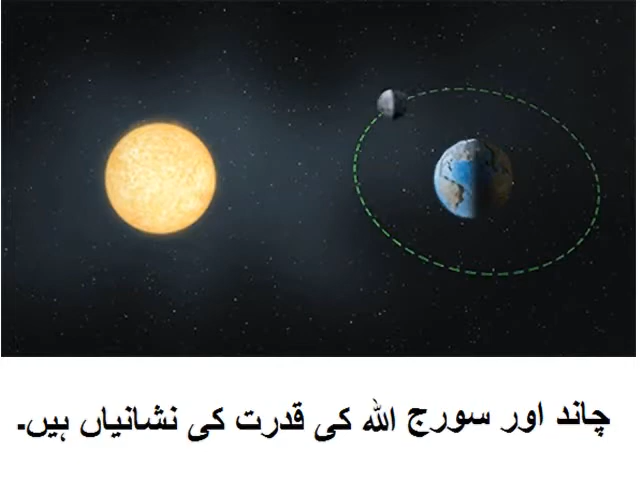 چاند اور سورج اللہ کی قدرت کی نشانیاں ہیں۔